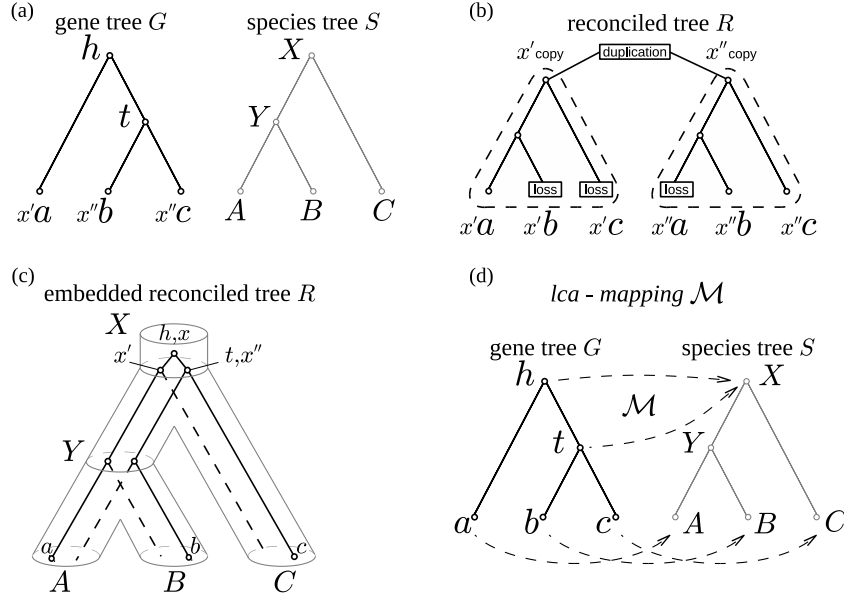 (a)
gene tree G
species tree S
h
X
t
Y
x′a
x″b
x″c
A
B
C
(b)
reconciled tree R
x′ copy
duplication
x″ copy
loss
loss
loss
x′a
x′b
x′c
x″a
x″b
x″c
(c)
embedded reconciled tree R
X
h,x
x′
t,x″
Y
a
b
c
A
B
C
(d)
lca - mapping ℳ
gene tree G
species tree S
h
X
ℳ
t
Y
a
b
c
A
B
C